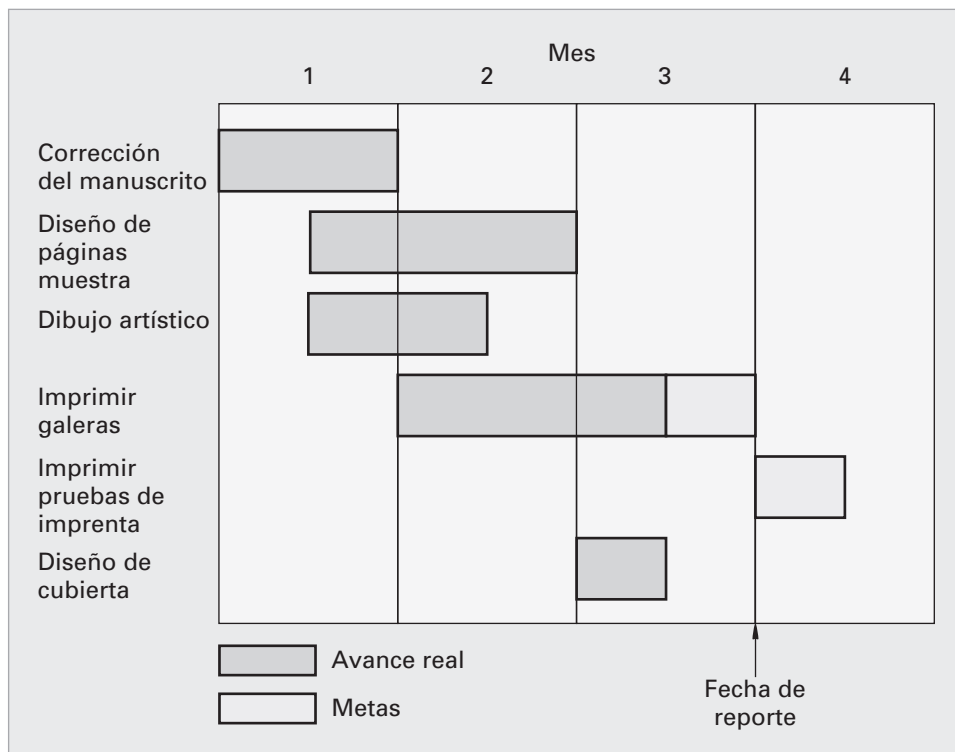 Mes
1 2 3 4
Corrección
del manuscrito
Diseño de
páginas
muestra
Dibujo artístico
Imprimir
galeras
Imprimir
pruebas de
imprenta
Diseño de
cubierta
Avance real
Metas
Fecha de
reporte